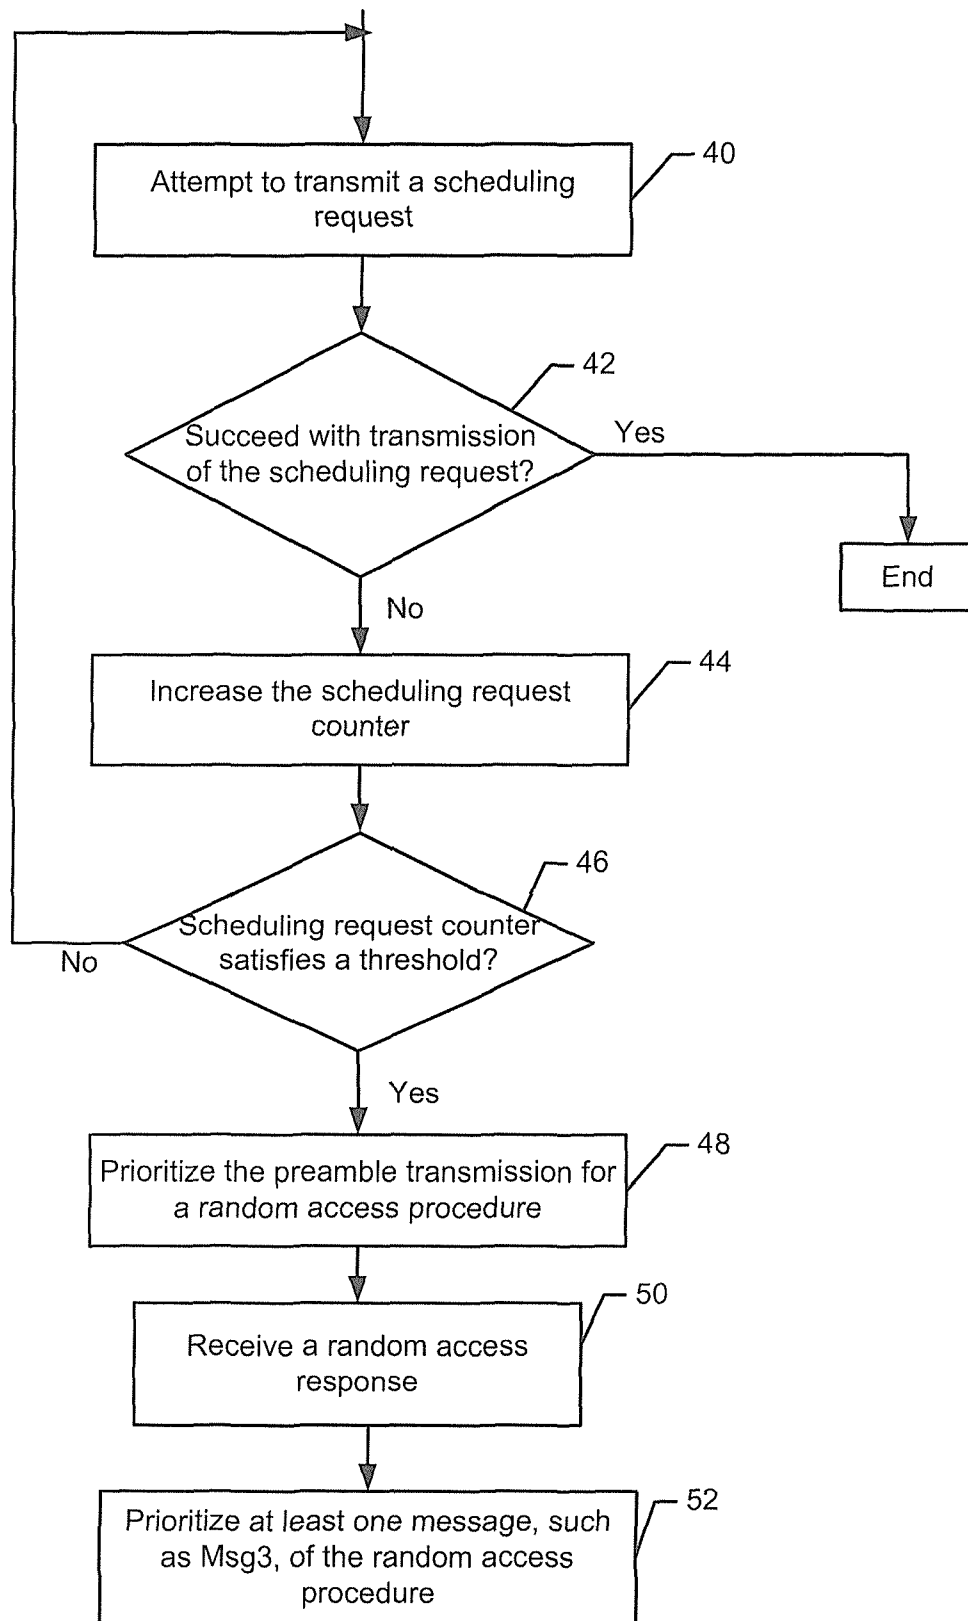 Attempt to transmit a scheduling
request
40
42
Succeed with transmission
of the scheduling request?
Yes
End
No
Increase the scheduling request
counter
44
46
Scheduling request counter
satisfies a threshold?
No
Yes
Prioritize the preamble transmission for
a random access procedure
48
50
Receive a random access
response
52
Prioritize at least one message, such
as Msg3, of the random access
procedure